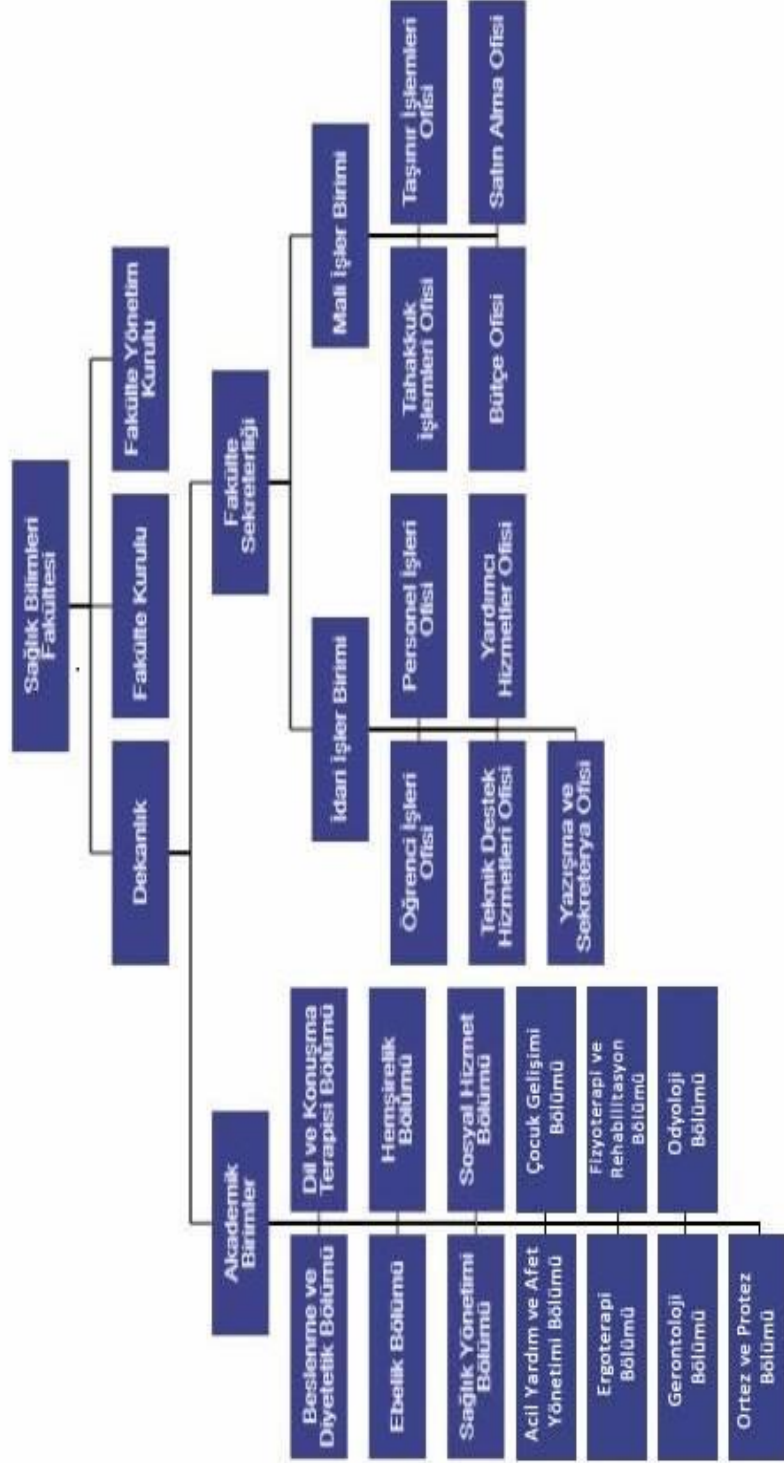 Sağlık Bilimleri
Fakültesi
Dekanlık
Fakülte Kurulu
Fakülte Yönetim
Kurulu
Akademik
Birimler
Fakülte
Sekreterliği
Beslenme ve
Diyetetik Bölümü
Dil ve Konuşma
Terapisi Bölümü
Ebelik Bölümü
Hemşirelik
Bölümü
Sağlık Yönetimi
Bölümü
Sosyal Hizmet
Bölümü
Acil Yardım ve Afet
Yönetimi Bölümü
Çocuk Gelişimi
Bölümü
Ergoterapi
Bölümü
Fizyoterapi ve
Rehabilitasyon
Bölümü
Gerontoloji
Bölümü
Odyoloji
Bölümü
Ortez ve Protez
Bölümü
İdari İşler Birimi
Mali İşler Birimi
Öğrenci İşleri
Ofisi
Personel İşleri
Ofisi
Teknik Destek
Hizmetleri Ofisi
Yardımcı
Hizmetler Ofisi
Yazışma ve
Sekreterya Ofisi
Tahakkuk
İşlemleri Ofisi
Taşınır İşlemleri
Ofisi
Bütçe Ofisi
Satın Alma Ofisi